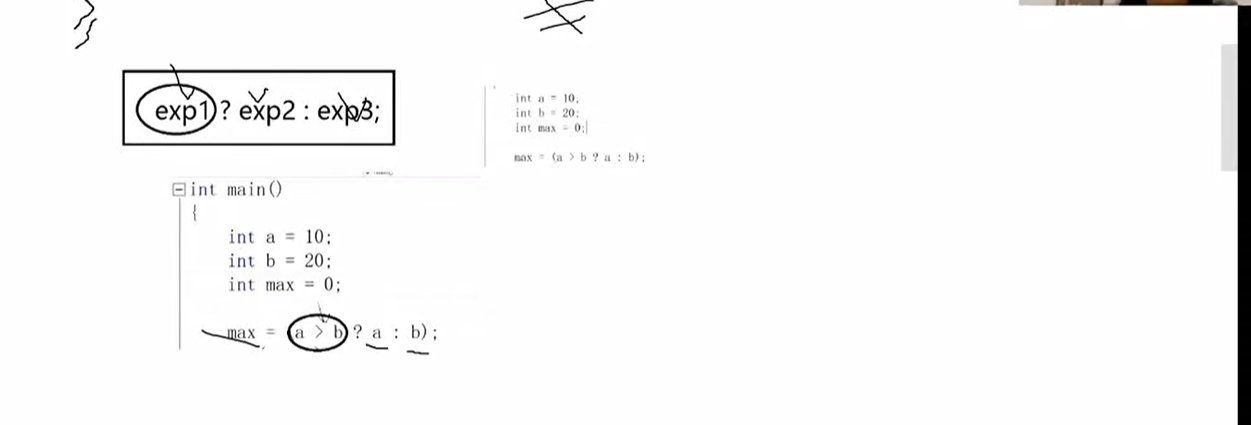 exp1 ? exp2 : exp3;
int a = 10;
int b = 20;
int max = 0;
max = (a > b ? a : b);
int main()
{
int a = 10;
int b = 20;
int max = 0;
max = (a > b ? a : b);